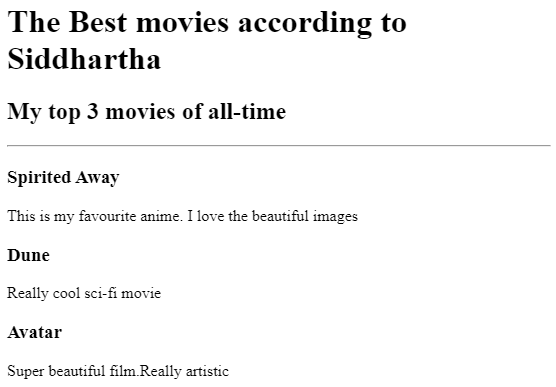 The Best movies according to
Siddhartha
My top 3 movies of all-time
Spirited Away
This is my favourite anime. I love the beautiful images
Dune
Really cool sci-fi movie
Avatar
Super beautiful film.Really artistic